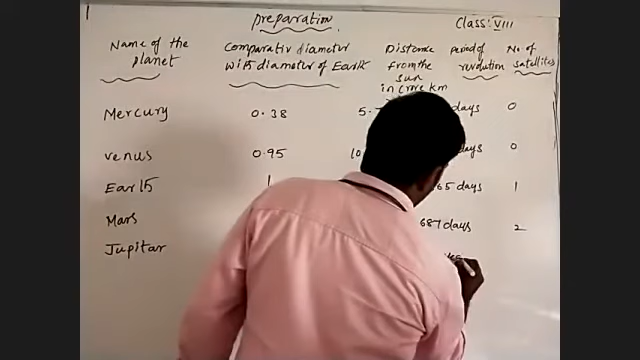 preparation
Class: VIII
Name of the planet
Comparativ diameter with diameter of Earth
Distance from the sun in crore km
period of revolution
No of satellites
Mercury 0.38 5. days 0
venus 0.95 10 days 0
Earth 1 65 days 1
Mars 687 days 2
Jupitar